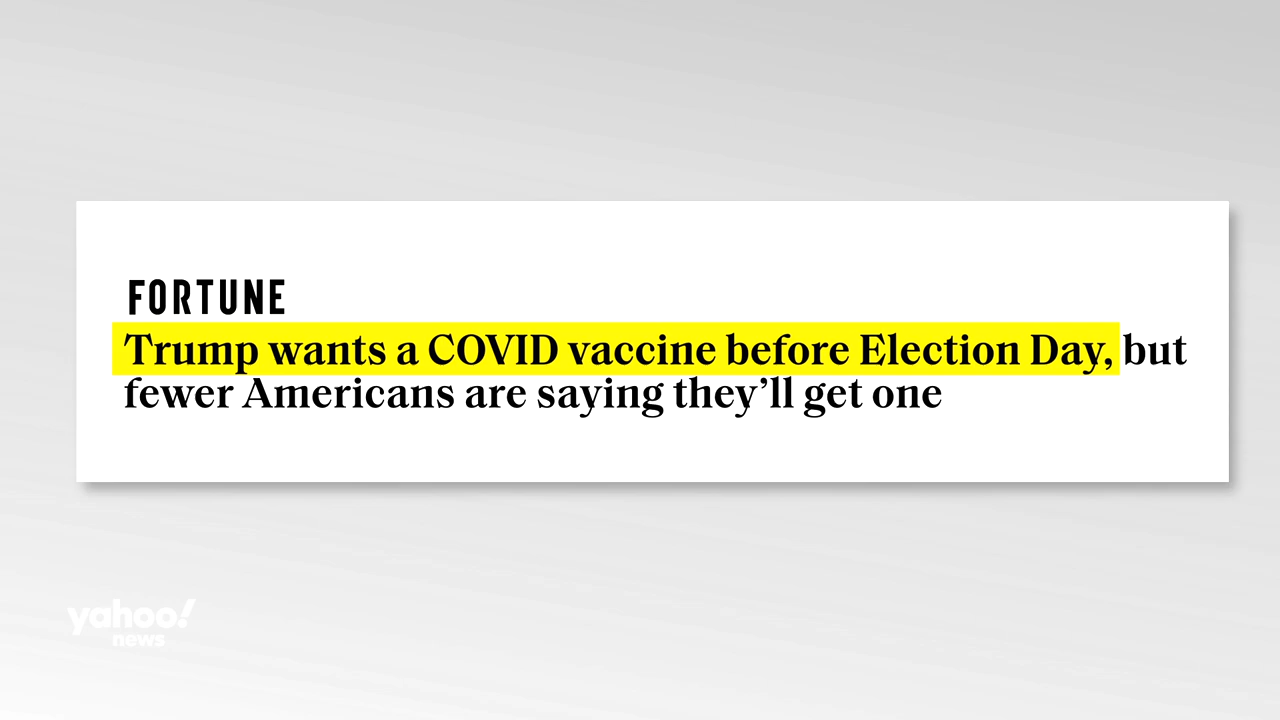 FORTUNE
Trump wants a COVID vaccine before Election Day, but
fewer Americans are saying they’ll get one
yahoo!
news